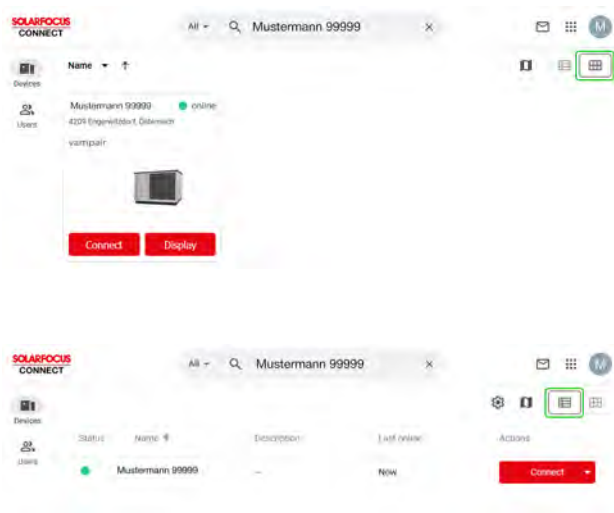 SOLARFOCUS
CONNECT
All
Mustermann 99999
×
M
Devices
Name
Users
Mustermann 99999
online
4209 Engerwitzdorf, Österreich
vampair
Connect
Display
SOLARFOCUS
CONNECT
All
Mustermann 99999
×
M
Devices
Users
Status
Name
Description
Last online
Actions
Mustermann 99999
--
Now
Connect